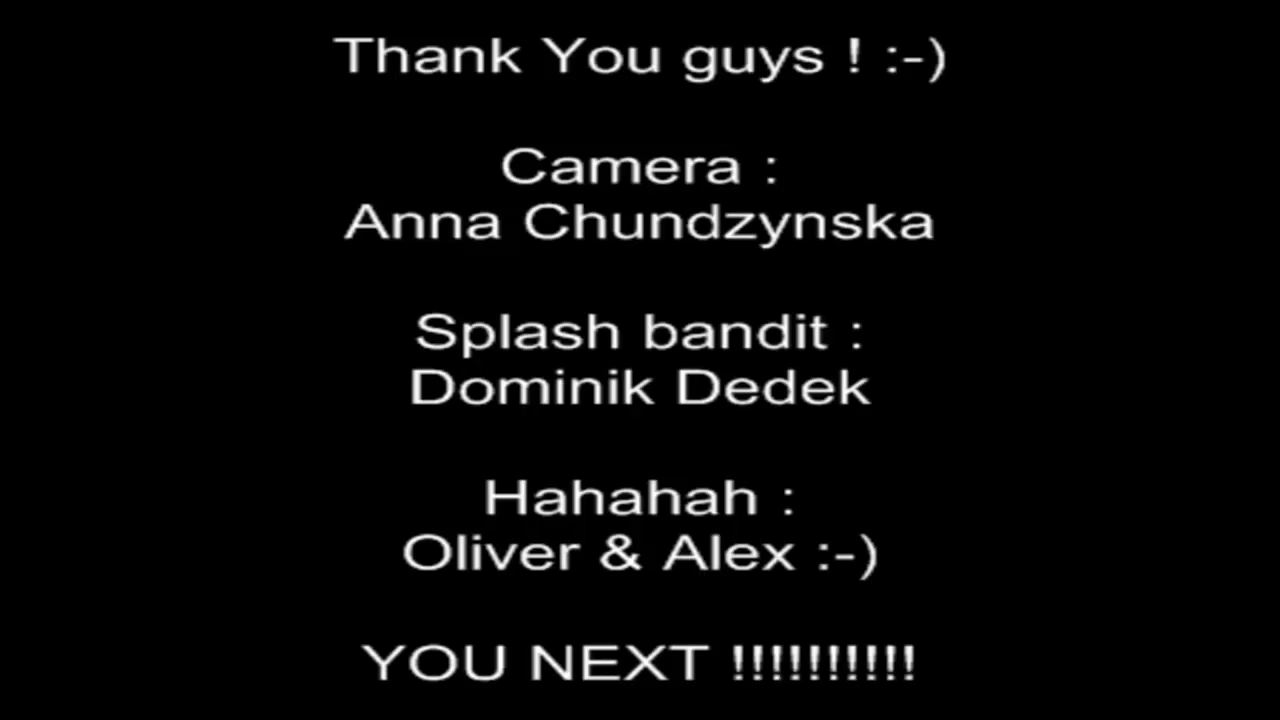 Thank You guys ! :-)
Camera :
Anna Chundzynska
Splash bandit :
Dominik Dedek
Hahahah :
Oliver & Alex :-)
YOU NEXT !!!!!!!!!!